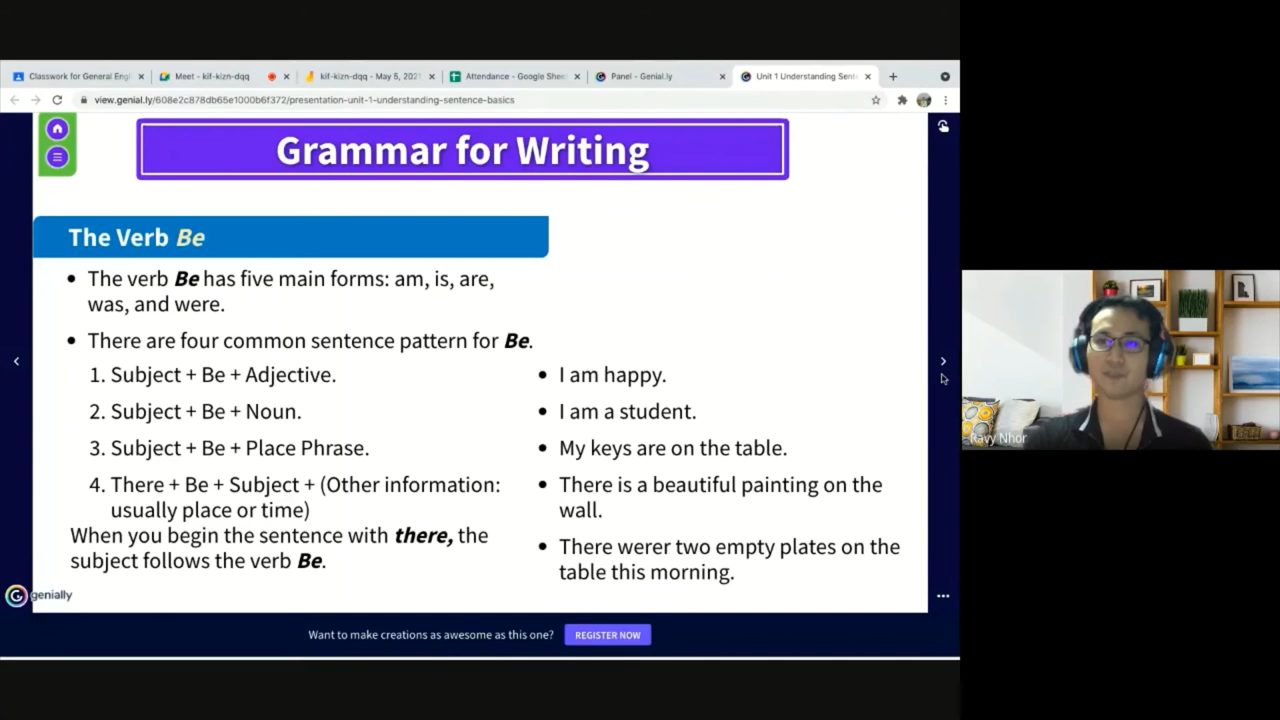 Classwork for General Engl
Meet - kif-kizn-dqq
kif-kizn-dqq - May 5, 2021
Attendance - Google Shee
Panel - Genial.ly
Unit 1 Understanding Sent
view.genial.ly/608e2c878db65e1000b6f372/presentation-unit-1-understanding-sentence-basics
Grammar for Writing
The Verb Be
• The verb Be has five main forms: am, is, are,
was, and were.
• There are four common sentence pattern for Be.
1. Subject + Be + Adjective.
• I am happy.
2. Subject + Be + Noun.
• I am a student.
3. Subject + Be + Place Phrase.
• My keys are on the table.
4. There + Be + Subject + (Other information:
usually place or time)
• There is a beautiful painting on the
wall.
When you begin the sentence with there, the
subject follows the verb Be.
• There werer two empty plates on the
table this morning.
genially
Want to make creations as awesome as this one?
REGISTER NOW
Ravy Nhor